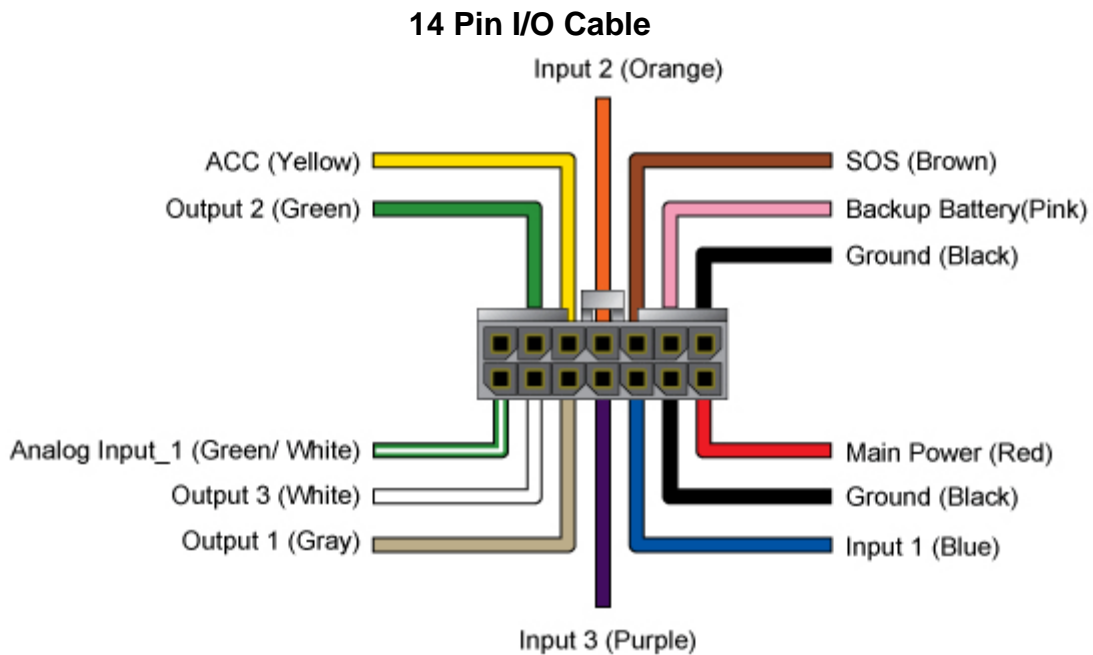 14 Pin I/O Cable
Input 2 (Orange)
ACC (Yellow)
SOS (Brown)
Output 2 (Green)
Backup Battery(Pink)
Ground (Black)
Analog Input_1 (Green/ White)
Main Power (Red)
Output 3 (White)
Ground (Black)
Output 1 (Gray)
Input 1 (Blue)
Input 3 (Purple)